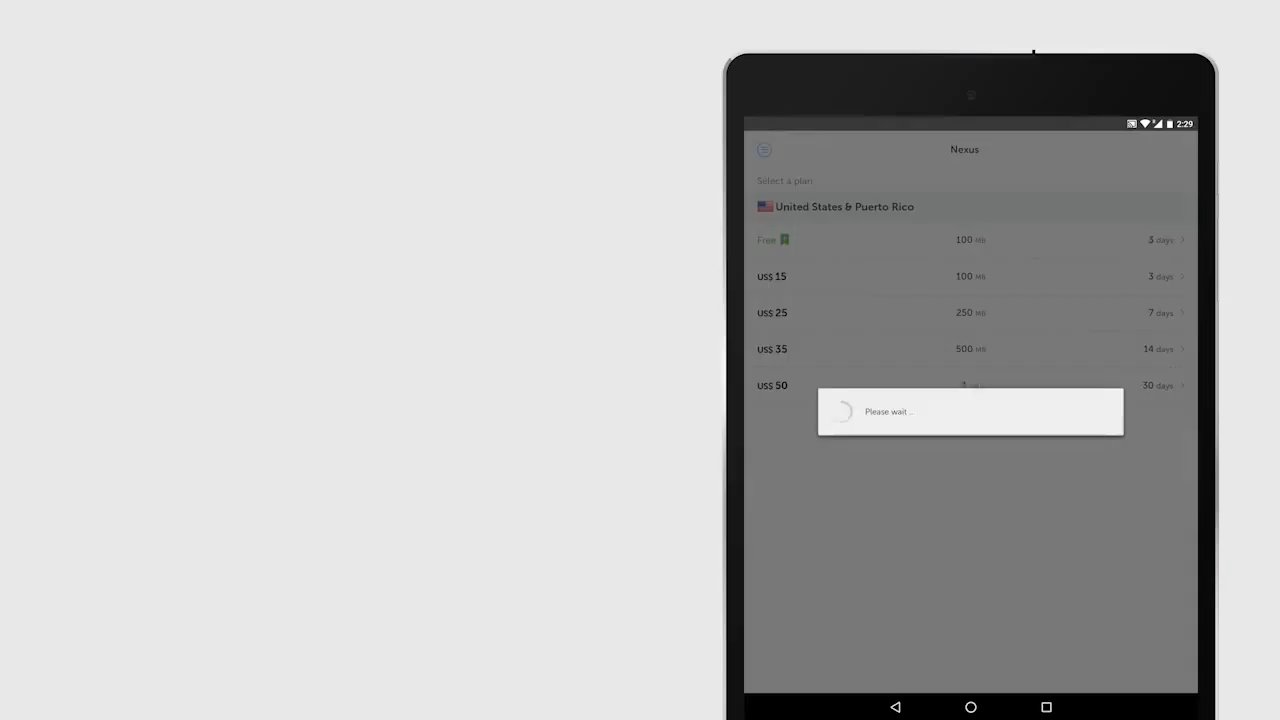 2:29
Nexus
Select a plan
United States & Puerto Rico
Free 100 MB 3 days
US$ 15 100 MB 3 days
US$ 25 250 MB 7 days
US$ 35 500 MB 14 days
US$ 50 30 days
Please wait ..